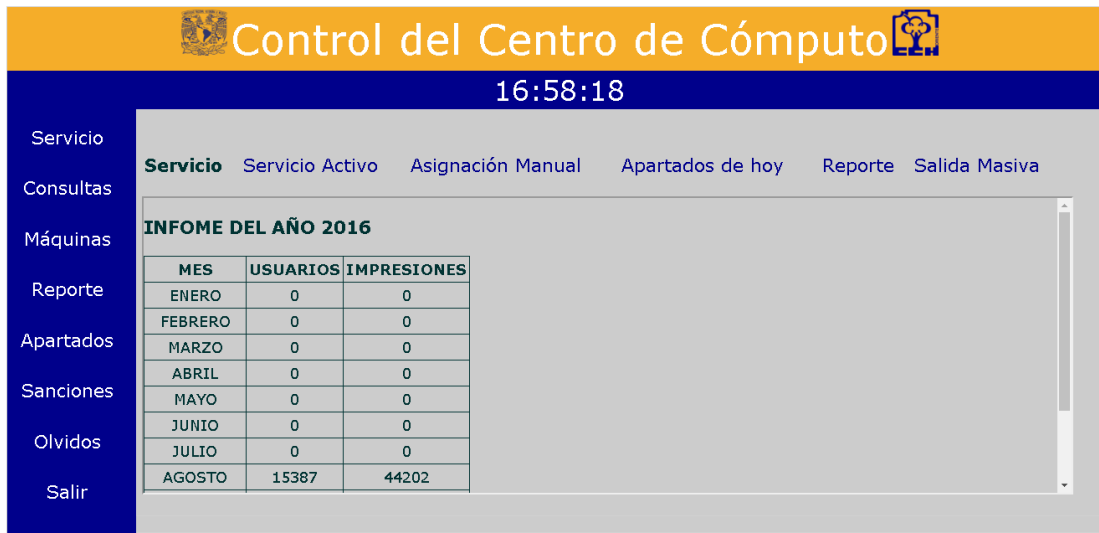 Control del Centro de Cómputo
CCH
16:58:18
Servicio
Consultas
Máquinas
Reporte
Apartados
Sanciones
Olvidos
Salir
Servicio Servicio Activo Asignación Manual Apartados de hoy Reporte Salida Masiva
INFOME DEL AÑO 2016
MES USUARIOS IMPRESIONES
ENERO 0 0
FEBRERO 0 0
MARZO 0 0
ABRIL 0 0
MAYO 0 0
JUNIO 0 0
JULIO 0 0
AGOSTO 15387 44202